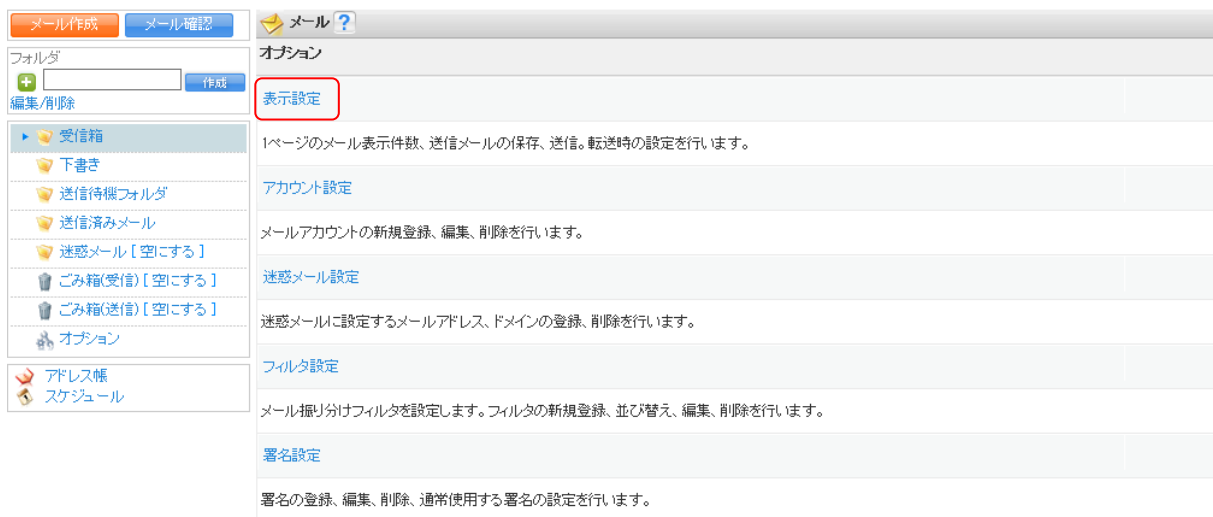 メール作成 メール確認
フォルダ
作成
編集/削除
受信箱
下書き
送信待機フォルダ
送信済みメール
迷惑メール [ 空にする ]
ごみ箱(受信) [ 空にする ]
ごみ箱(送信) [ 空にする ]
オプション
アドレス帳
スケジュール
メール ?
オプション
表示設定
1ページのメール表示件数、送信メールの保存、送信。転送時の設定を行います。
アカウント設定
メールアカウントの新規登録、編集、削除を行います。
迷惑メール設定
迷惑メールに設定するメールアドレス、ドメインの登録、削除を行います。
フィルタ設定
メール振り分けフィルタを設定します。フィルタの新規登録、並び替え、編集、削除を行います。
署名設定
署名の登録、編集、削除、通常使用する署名の設定を行います。